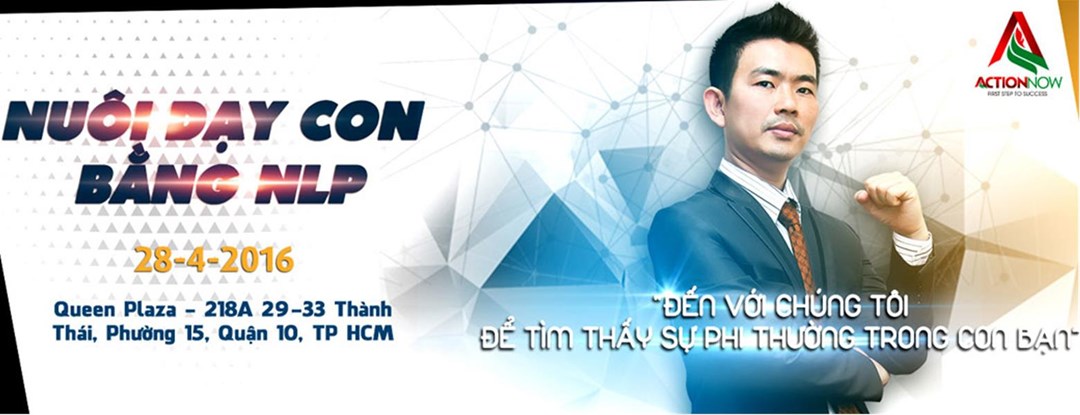 NUÔI DẠY CON
BẰNG NLP
28-4-2016
Queen Plaza - 218A 29-33 Thành
Thái, Phường 15, Quận 10, TP HCM
ACTIONNOW
FIRST STEP TO SUCCESS
"ĐẾN VỚI CHÚNG TÔI
ĐỂ TÌM THẤY SỰ PHI THƯỜNG TRONG CON BẠN"